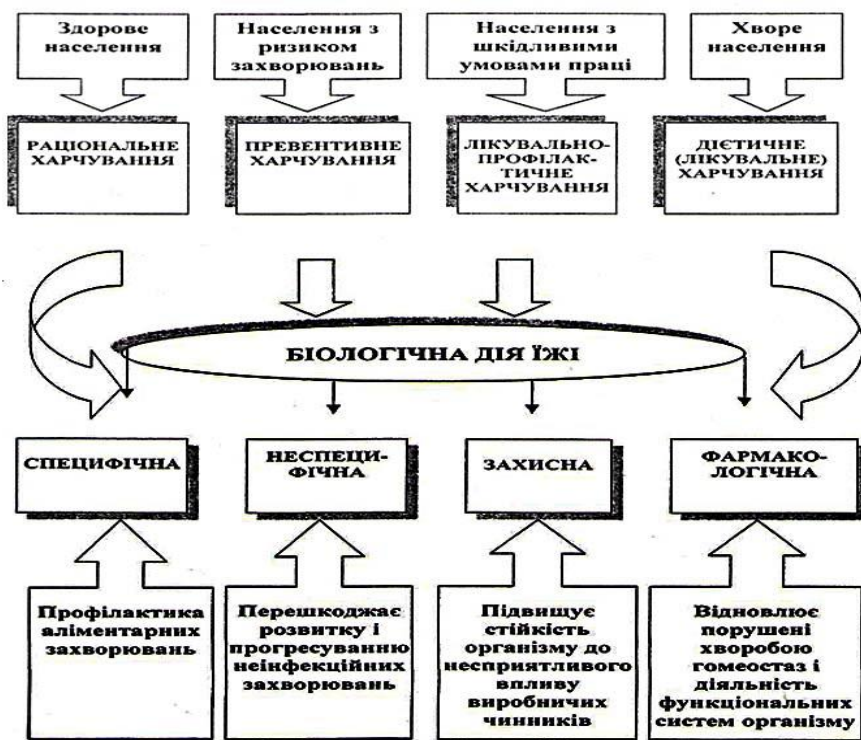 Здорове
населення
Населення з
ризиком
захворювань
Населення з
шкідливими
умовами праці
Хворе
населення
РАЦІОНАЛЬНЕ
ХАРЧУВАННЯ
ПРЕВЕНТИВНЕ
ХАРЧУВАННЯ
ЛІКУВАЛЬНО-
ПРОФІЛАК-
ТИЧНЕ
ХАРЧУВАННЯ
ДІЄТИЧНЕ
(ЛІКУВАЛЬНЕ)
ХАРЧУВАННЯ
БІОЛОГІЧНА ДІЯ ЇЖІ
СПЕЦИФІЧНА
НЕСПЕЦИ-
ФІЧНА
ЗАХИСНА
ФАРМАКО-
ЛОГІЧНА
Профілактика
аліментарних
захворювань
Перешкоджає
розвитку і
прогресуванню
неінфекційних
захворювань
Підвищує
стійкість
організму до
несприятливого
впливу
виробничих
чинників
Відновлює
порушені
хворобою
гомеостаз і
діяльність
функціональних
систем організму